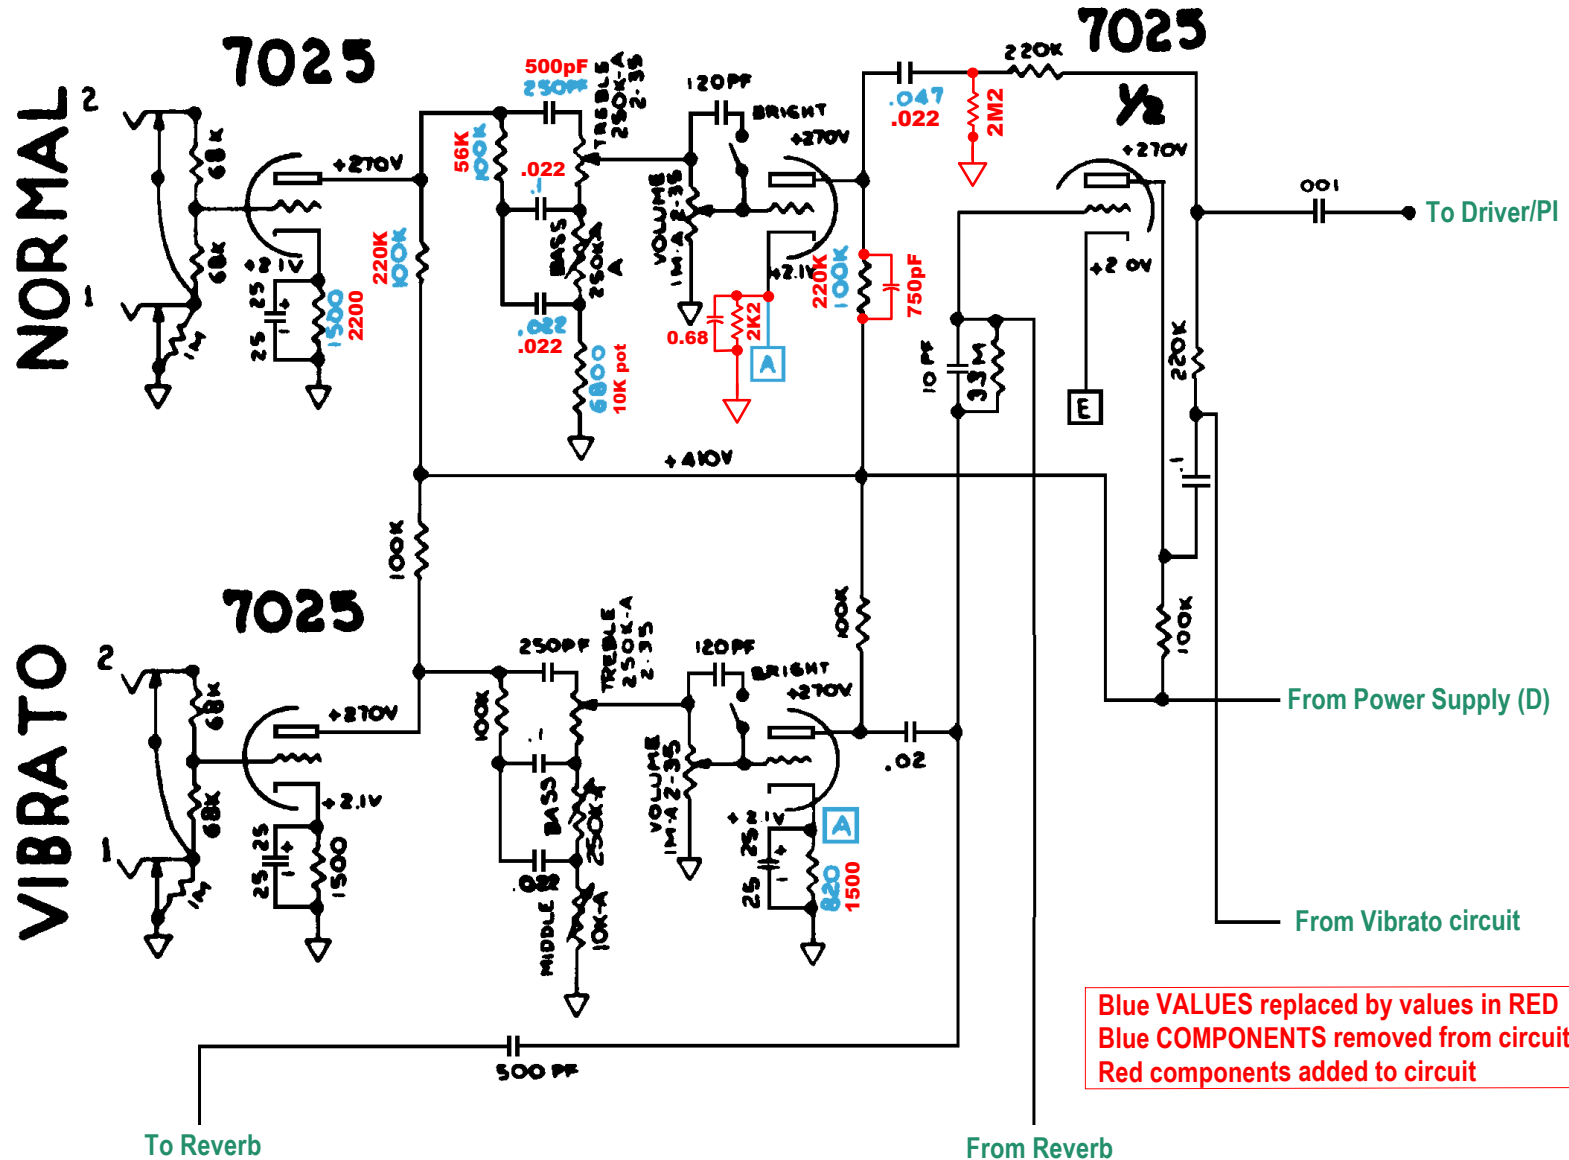 NORMAL
2
1
7025
68K
68K
1M
+270V
+2 1V
25 25
1500
2200
220K
100K
500pF
250PF
56K
100K
TREBLE
250K-A
2-35
.022
.1
BASS
250K-A
.022
.022
6800
10K pot
120PF
BRIGHT
VOLUME
1M-A 2-35
+270V
+2.1V
0.68
2K2
A
220K
100K
750pF
.047
.022
2M2
220K
7025
1/2
+270V
+2 0V
E
10 PF
3.3 M
001
To Driver/PI
220K
.1
100K
+410V
100K
100K
VIBRATO
2
1
7025
68K
68K
1M
+270V
+2.1V
25 25
1500
250PF
100K
TREBLE
250K-A
2-35
.1
BASS
250K A
.022
MIDDLE
10K-A
120PF
BRIGHT
VOLUME
1M-A 2-35
+270V
+ 2 1V
25 25
A
820
1500
.02
From Power Supply (D)
From Vibrato circuit
Blue VALUES replaced by values in RED
Blue COMPONENTS removed from circuit
Red components added to circuit
500 PF
To Reverb
From Reverb